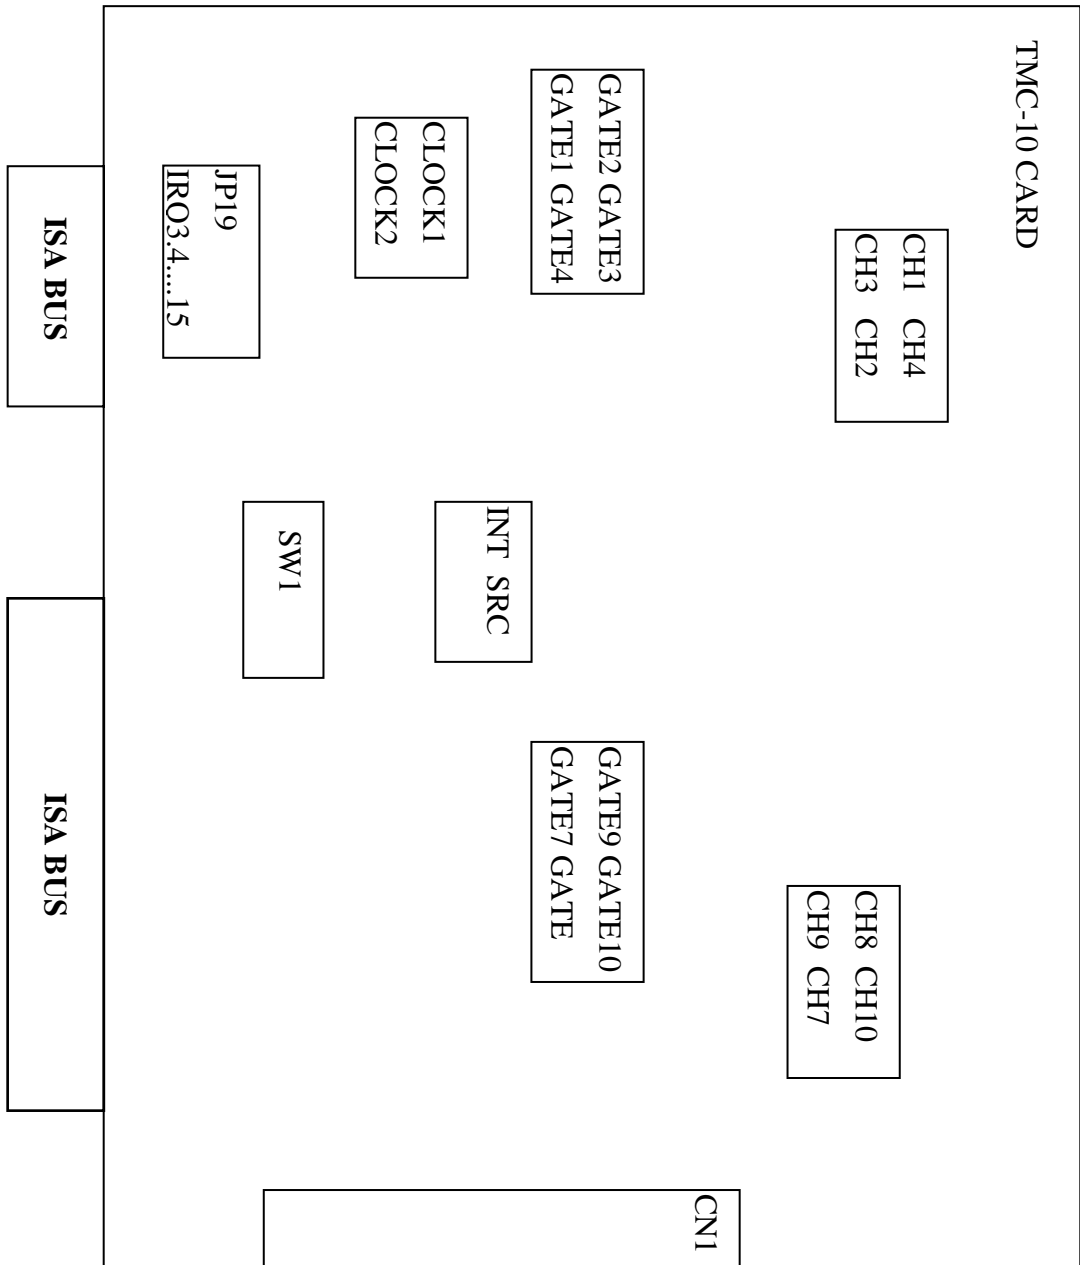 TMC-10 CARD
CH1 CH4
CH3 CH2
CH8 CH10
CH9 CH7
CN1
GATE2 GATE3
GATE1 GATE4
GATE9 GATE10
GATE7 GATE
CLOCK1
CLOCK2
INT SRC
SW1
JP19
IRQ3.4....15
ISA BUS
ISA BUS